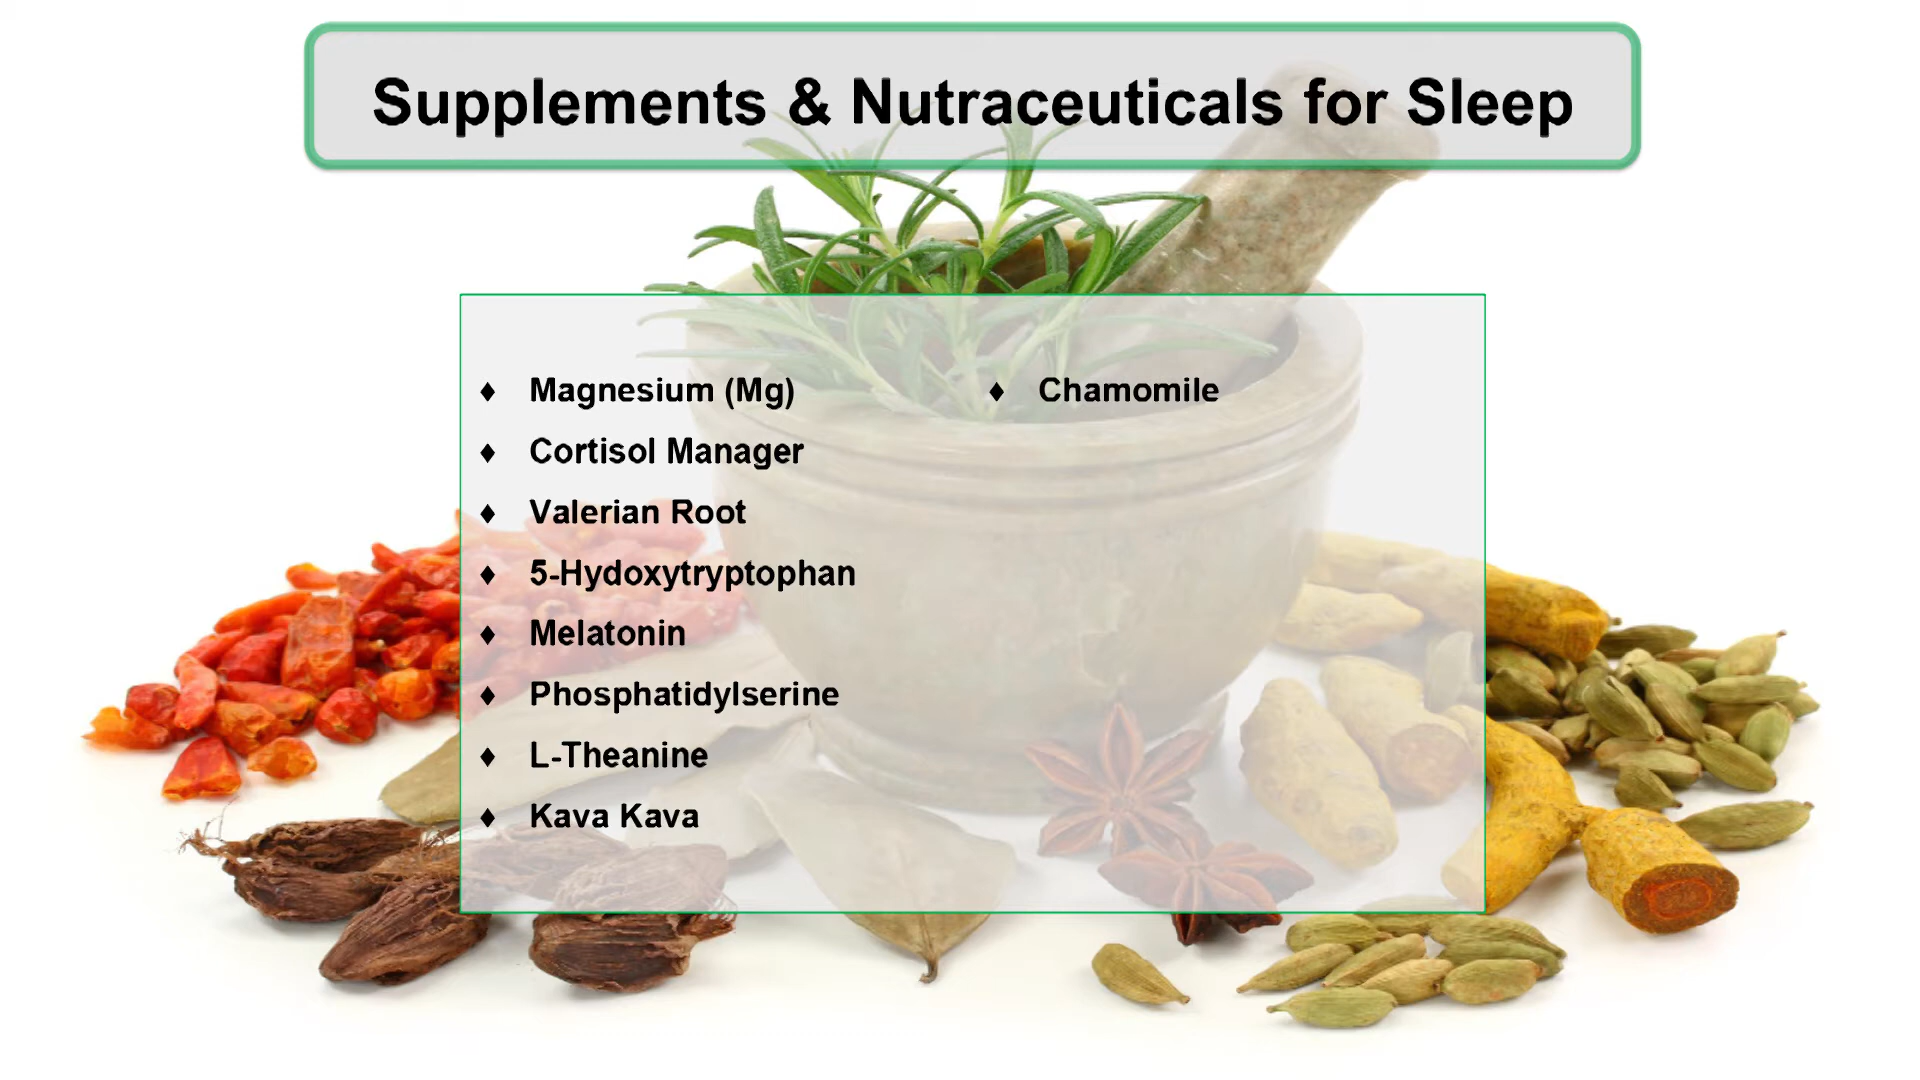 Supplements & Nutraceuticals for Sleep
♦ Magnesium (Mg)
♦ Cortisol Manager
♦ Valerian Root
♦ 5-Hydoxytryptophan
♦ Melatonin
♦ Phosphatidylserine
♦ L-Theanine
♦ Kava Kava
♦ Chamomile